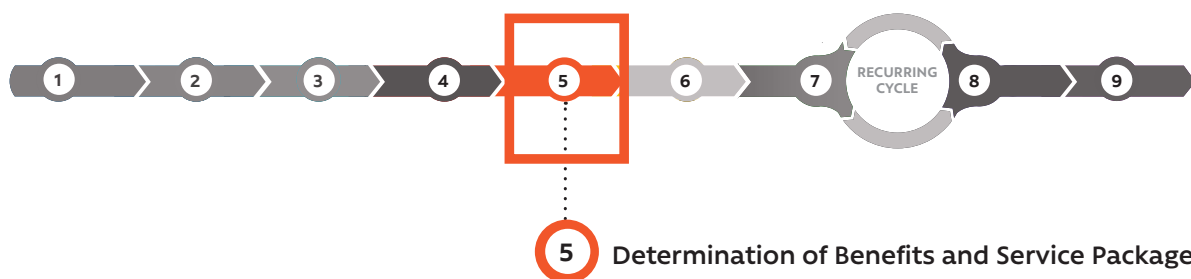 1 2 3 4 5 6 7 RECURRING CYCLE 8 9
5 Determination of Benefits and Service Package